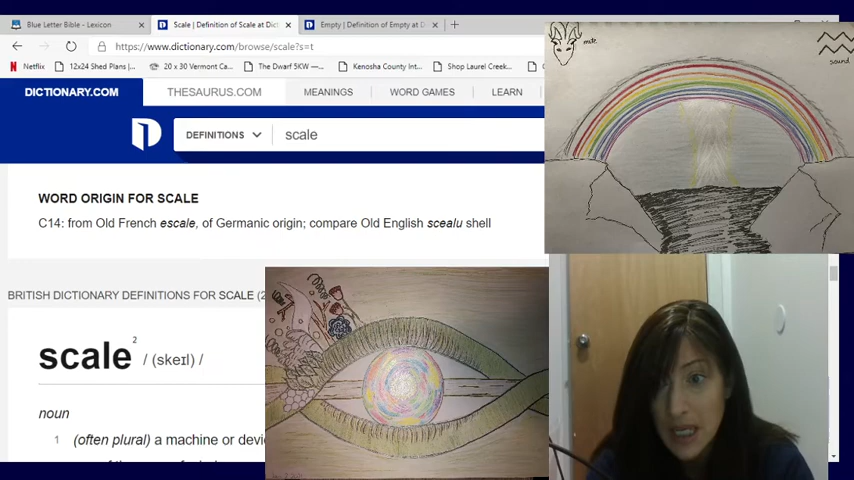 Blue Letter Bible - Lexicon
Scale | Definition of Scale at Dict
Empty | Definition of Empty at D
https://www.dictionary.com/browse/scale?s=t
Netflix
12x24 Shed Plans | ...
20 x 30 Vermont Ca...
The Dwarf 5KW —...
Kenosha County Int...
Shop Laurel Creek...
DICTIONARY.COM
THESAURUS.COM
MEANINGS
WORD GAMES
LEARN
DEFINITIONS
scale
WORD ORIGIN FOR SCALE
C14: from Old French escale, of Germanic origin; compare Old English scealu shell
BRITISH DICTIONARY DEFINITIONS FOR SCALE (2
scale 2 / (skeɪl) /
noun
1 (often plural) a machine or devi
sound